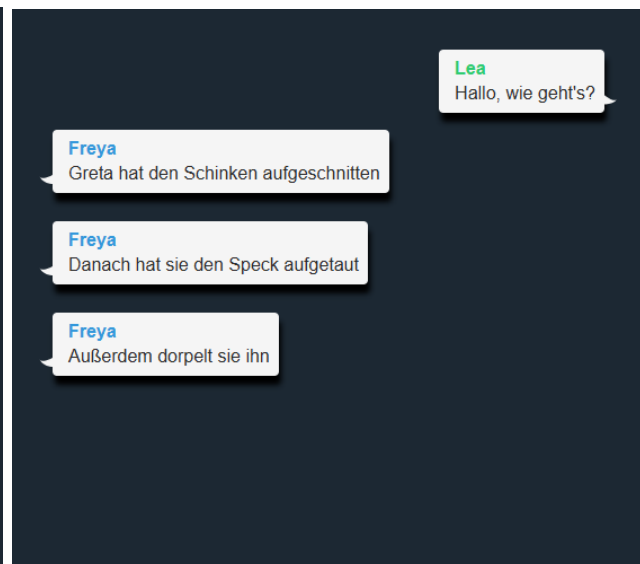 Lea
Hallo, wie geht's?
Freya
Greta hat den Schinken aufgeschnitten
Freya
Danach hat sie den Speck aufgetaut
Freya
Außerdem dorpelt sie ihn